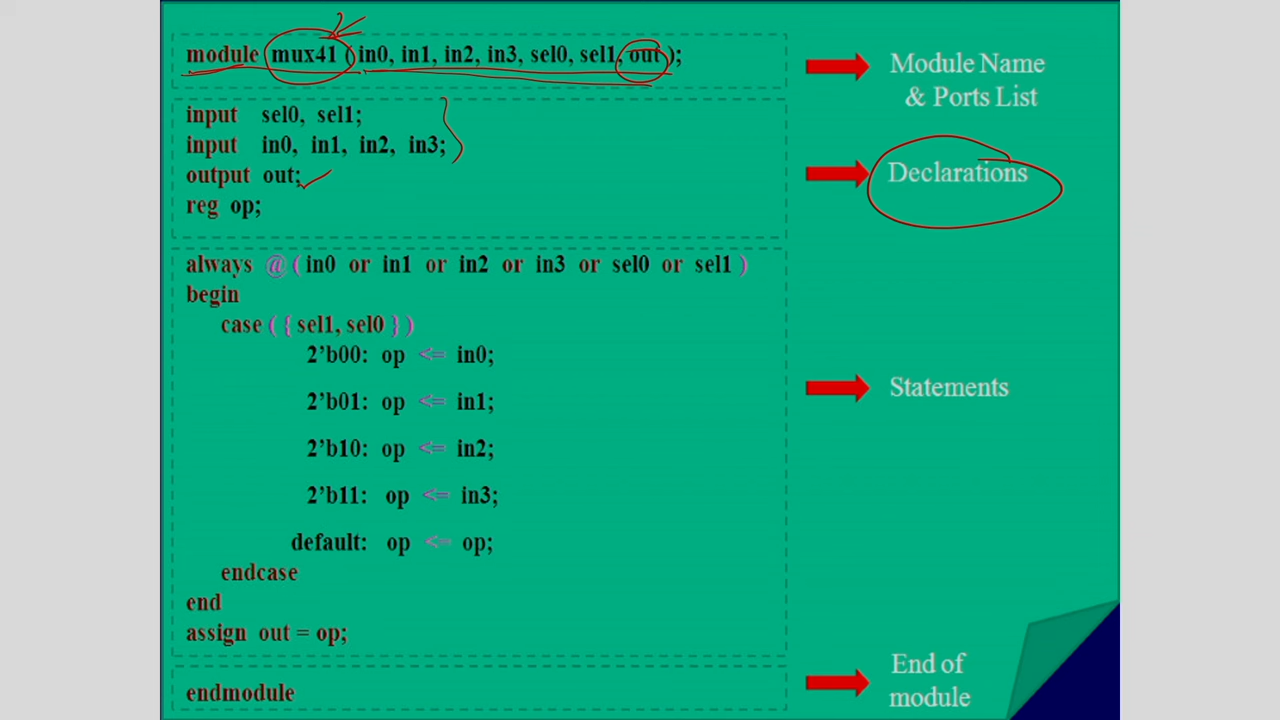 module mux41 ( in0, in1, in2, in3, sel0, sel1, out );
Module Name
& Ports List
input sel0, sel1;
input in0, in1, in2, in3;
output out;
reg op;
Declarations
always @ ( in0 or in1 or in2 or in3 or sel0 or sel1 )
begin
case ( { sel1, sel0 } )
2’b00: op <= in0;
2’b01: op <= in1;
2’b10: op <= in2;
2’b11: op <= in3;
default: op <= op;
endcase
end
assign out = op;
Statements
endmodule
End of
module